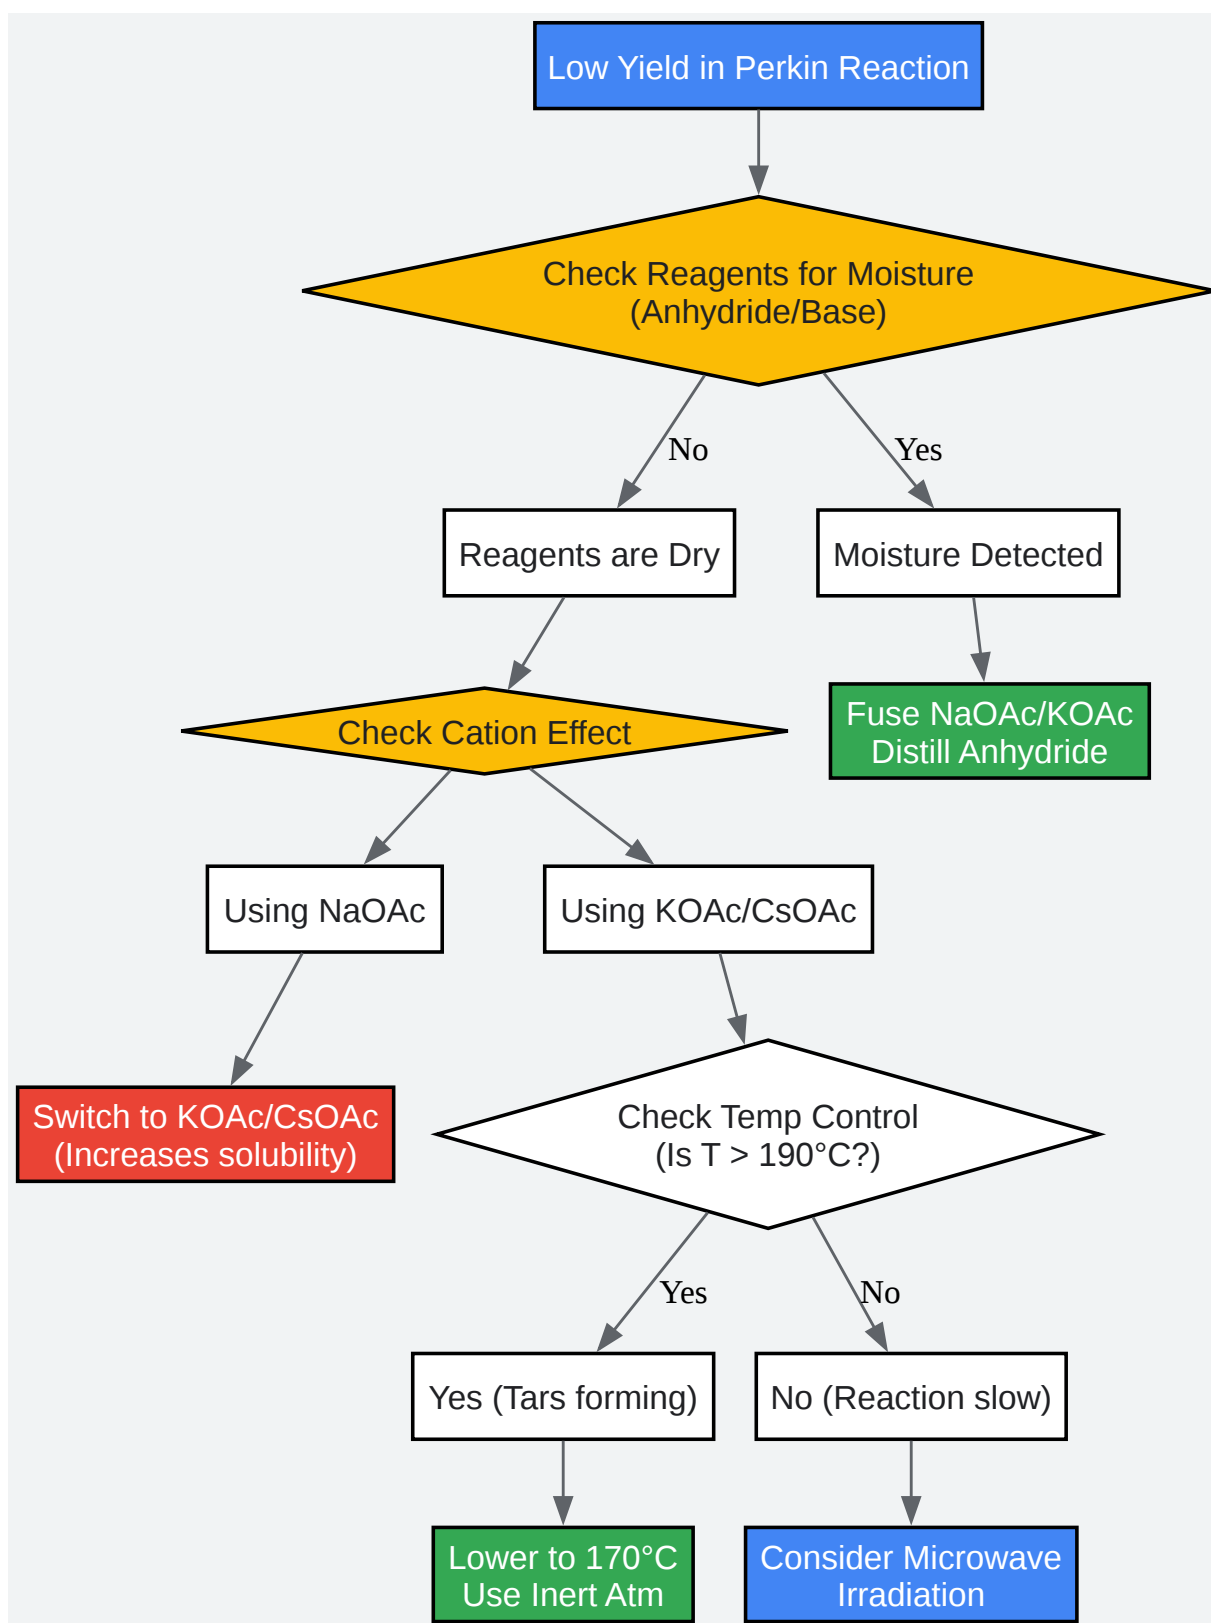 Low Yield in Perkin Reaction
Check Reagents for Moisture
(Anhydride/Base)
No
Yes
Reagents are Dry
Moisture Detected
Fuse NaOAc/KOAc
Distill Anhydride
Check Cation Effect
Using NaOAc
Using KOAc/CsOAc
Switch to KOAc/CsOAc
(Increases solubility)
Check Temp Control
(Is T > 190°C?)
Yes
No
Yes (Tars forming)
No (Reaction slow)
Lower to 170°C
Use Inert Atm
Consider Microwave
Irradiation